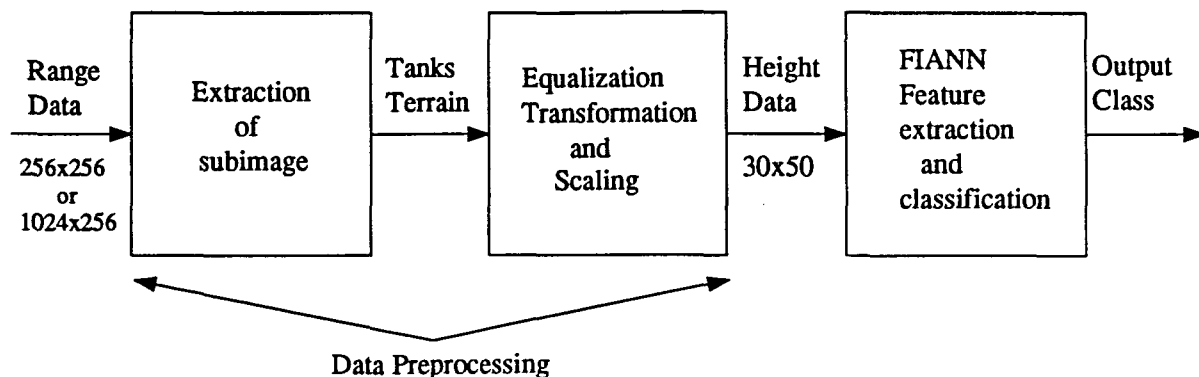 Range
Data
256x256
or
1024x256
Extraction
of
subimage
Tanks
Terrain
Equalization
Transformation
and
Scaling
Height
Data
30x50
FIANN
Feature
extraction
and
classification
Output
Class
Data Preprocessing